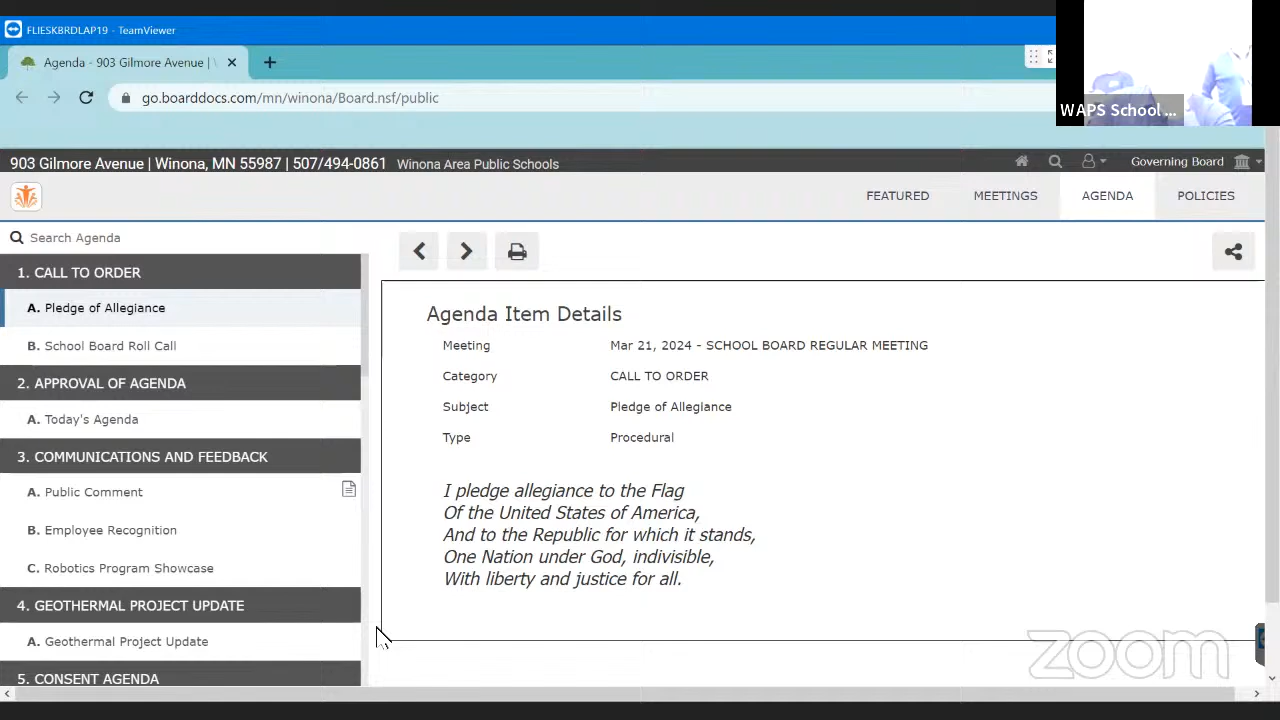 FLIESKBRDLAP19 - TeamViewer
Agenda - 903 Gilmore Avenue |
go.boarddocs.com/mn/winona/Board.nsf/public
WAPS School ...
903 Gilmore Avenue | Winona, MN 55987 | 507/494-0861 Winona Area Public Schools
Governing Board
FEATURED MEETINGS AGENDA POLICIES
Search Agenda
1. CALL TO ORDER
A. Pledge of Allegiance
B. School Board Roll Call
2. APPROVAL OF AGENDA
A. Today's Agenda
3. COMMUNICATIONS AND FEEDBACK
A. Public Comment
B. Employee Recognition
C. Robotics Program Showcase
4. GEOTHERMAL PROJECT UPDATE
A. Geothermal Project Update
5. CONSENT AGENDA
Agenda Item Details
Meeting Mar 21, 2024 - SCHOOL BOARD REGULAR MEETING
Category CALL TO ORDER
Subject Pledge of Allegiance
Type Procedural
I pledge allegiance to the Flag
Of the United States of America,
And to the Republic for which it stands,
One Nation under God, indivisible,
With liberty and justice for all.
zoom